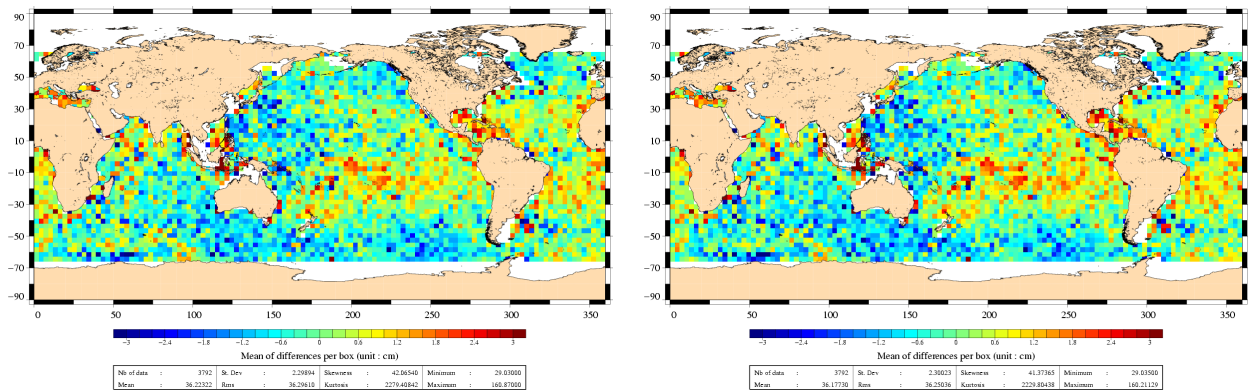 90
70
50
30
10
−10
−30
−50
−70
−90
0 50 100 150 200 250 300 350
−3 −2.4 −1.8 −1.2 −0.6 0 0.6 1.2 1.8 2.4 3
Mean of differences per box (unit : cm)
Nb of data : 3792 St. Dev : 2.29894 Skewness : 42.06540 Minimum : 29.03000
Mean : 36.22322 Rms : 36.29610 Kurtosis : 2279.40842 Maximum : 160.87000
90
70
50
30
10
−10
−30
−50
−70
−90
0 50 100 150 200 250 300 350
−3 −2.4 −1.8 −1.2 −0.6 0 0.6 1.2 1.8 2.4 3
Mean of differences per box (unit : cm)
Nb of data : 3792 St. Dev : 2.30023 Skewness : 41.37365 Minimum : 29.03500
Mean : 36.17730 Rms : 36.25036 Kurtosis : 2229.80438 Maximum : 160.21129